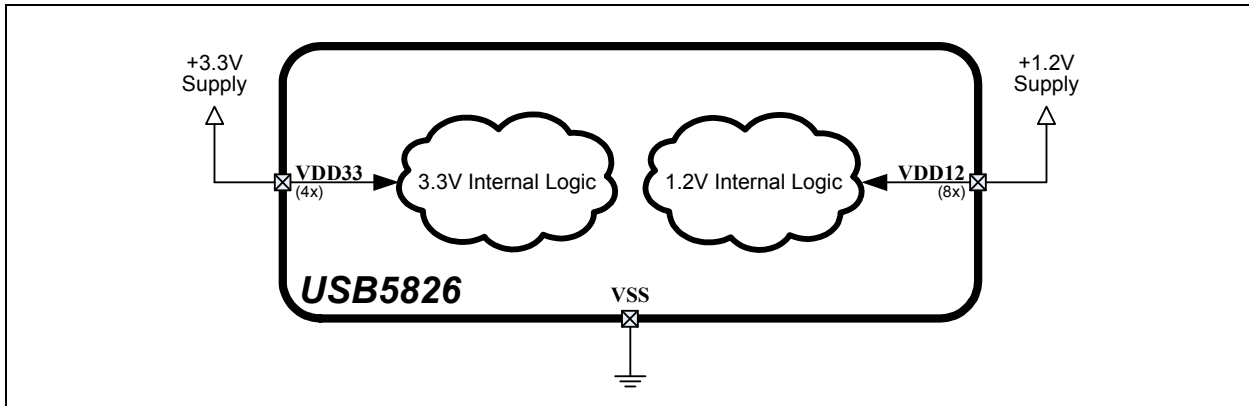 +3.3V
Supply
+1.2V
Supply
VDD33
(4x)
3.3V Internal Logic
1.2V Internal Logic
VDD12
(8x)
USB5826
VSS